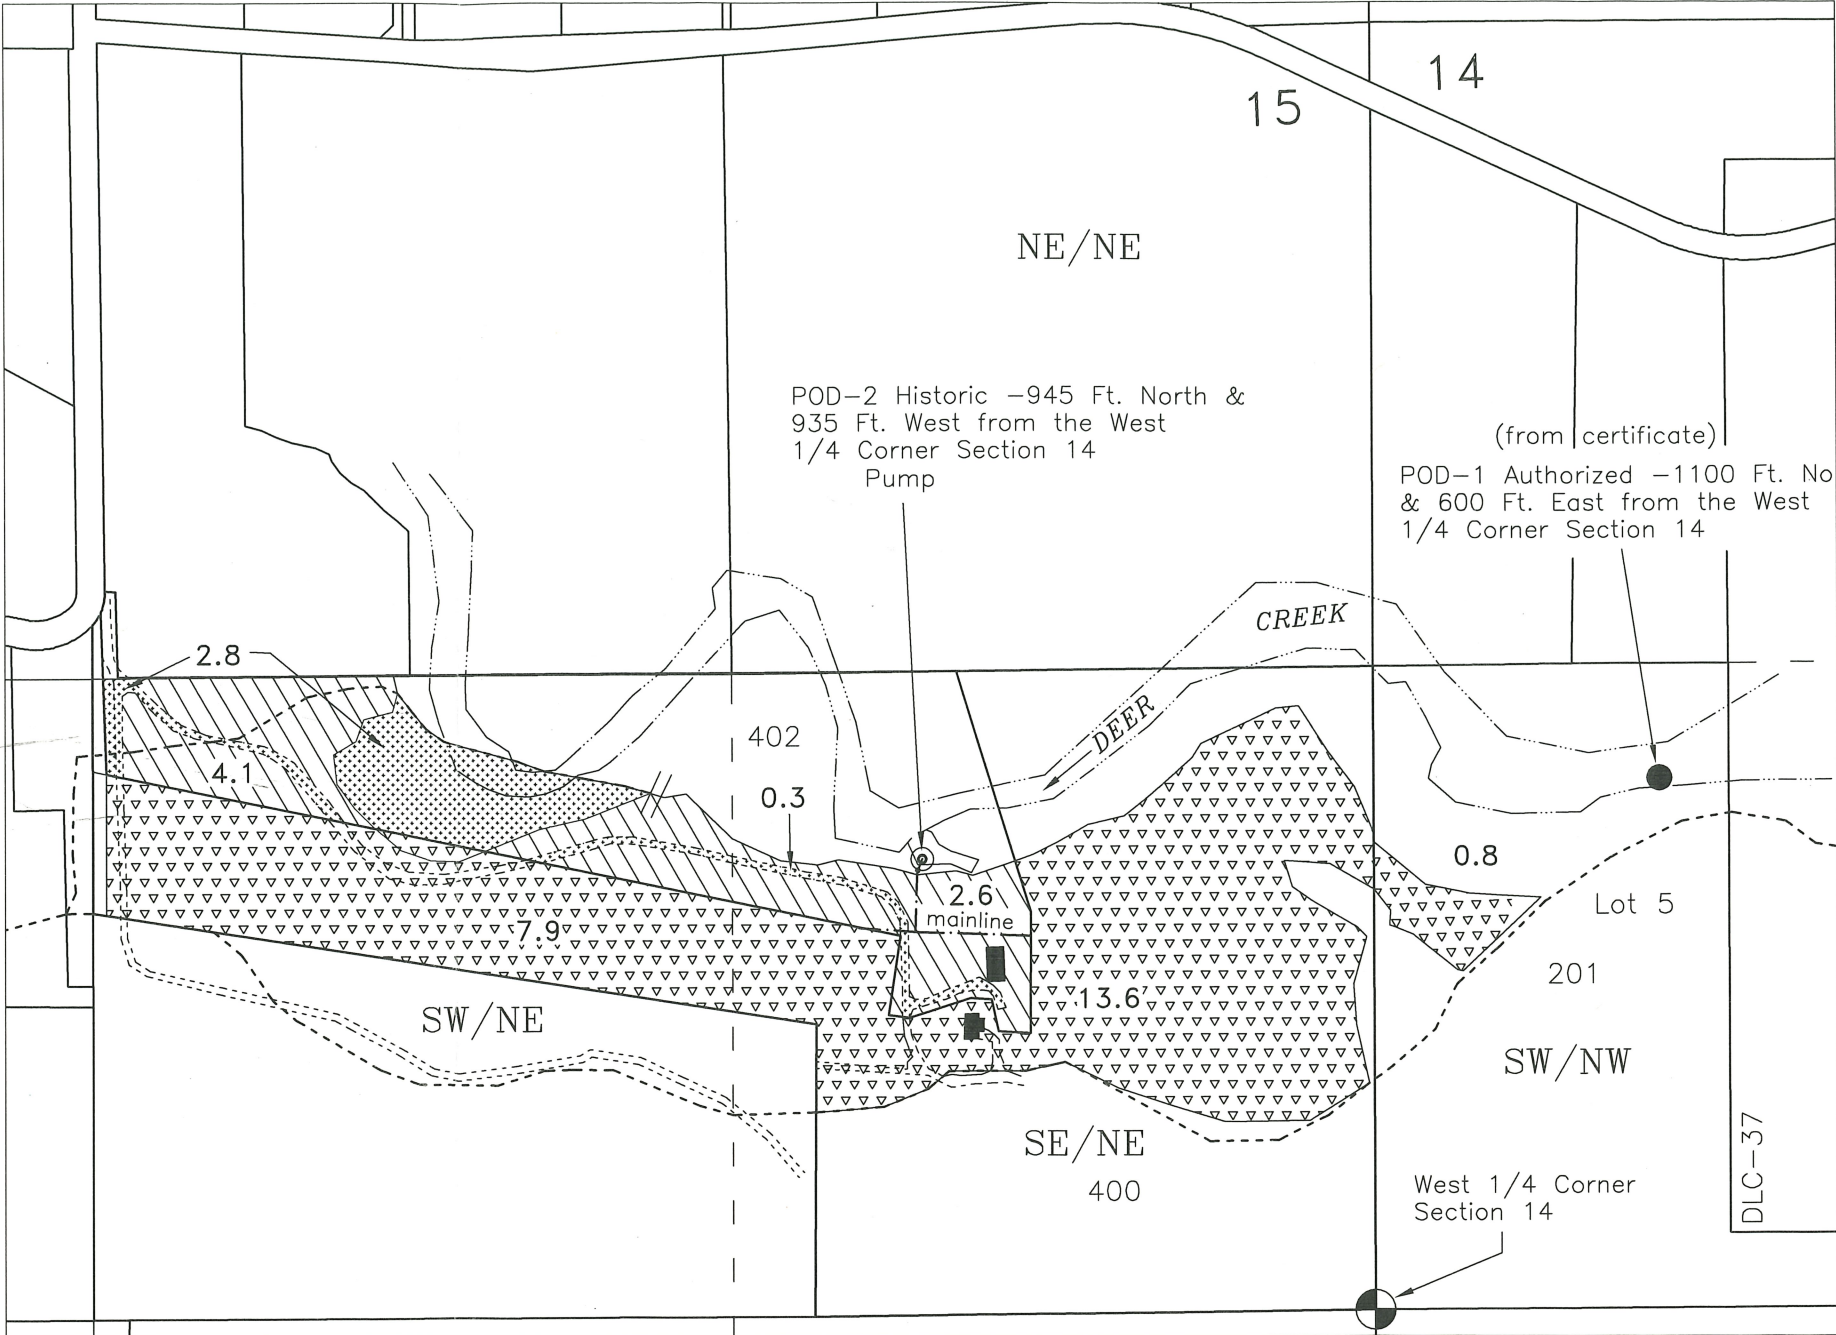 14
15
NE/NE
POD-2 Historic -945 Ft. North &
935 Ft. West from the West
1/4 Corner Section 14
Pump
(from certificate)
POD-1 Authorized -1100 Ft. No
& 600 Ft. East from the West
1/4 Corner Section 14
CREEK
DEER
2.8
402
4.1
0.3
0.8
2.6
mainline
Lot 5
7.9
201
13.6
SW/NE
SW/NW
SE/NE
400
DLC-37
West 1/4 Corner
Section 14